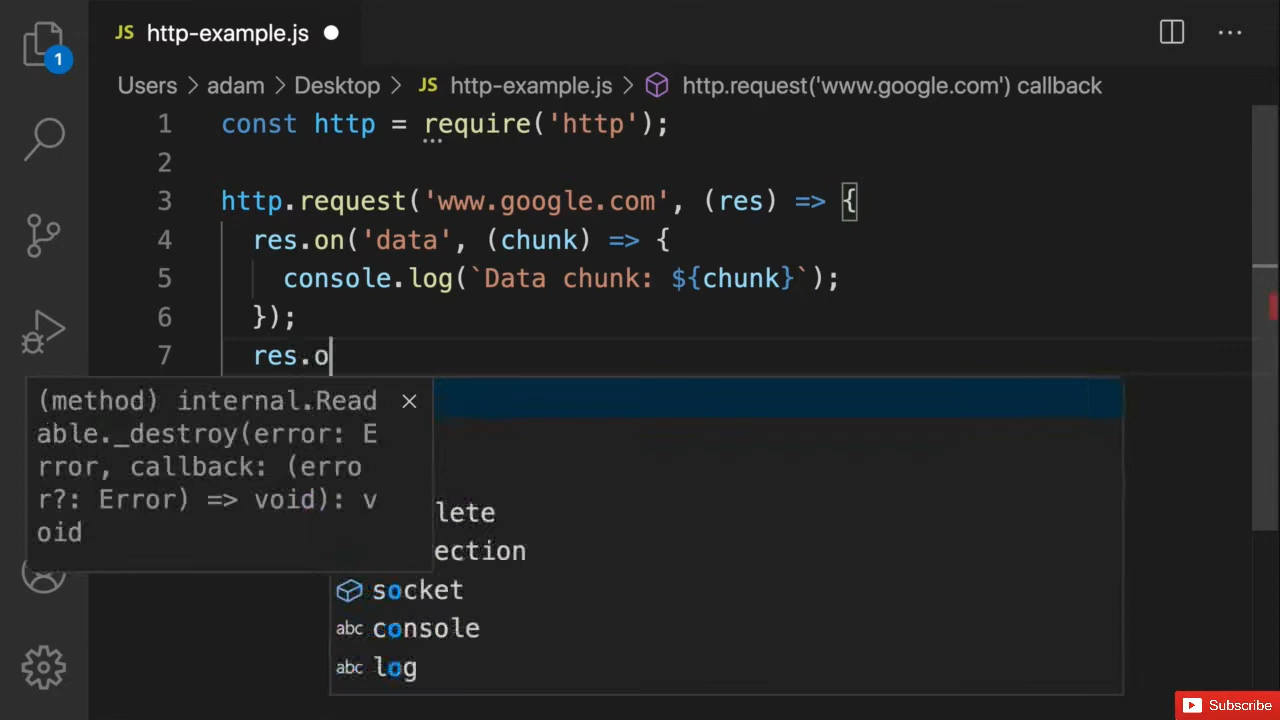 1
JS http-example.js
Users > adam > Desktop > JS http-example.js > http.request('www.google.com') callback
1 const http = require('http');
2
3 http.request('www.google.com', (res) => {
4 res.on('data', (chunk) => {
5 console.log(`Data chunk: ${chunk}`);
6 });
7 res.o
(method) internal.Read
able._destroy(error: E
rror, callback: (erro
r?: Error) => void): v
oid
lete
ection
socket
abc console
abc log
Subscribe